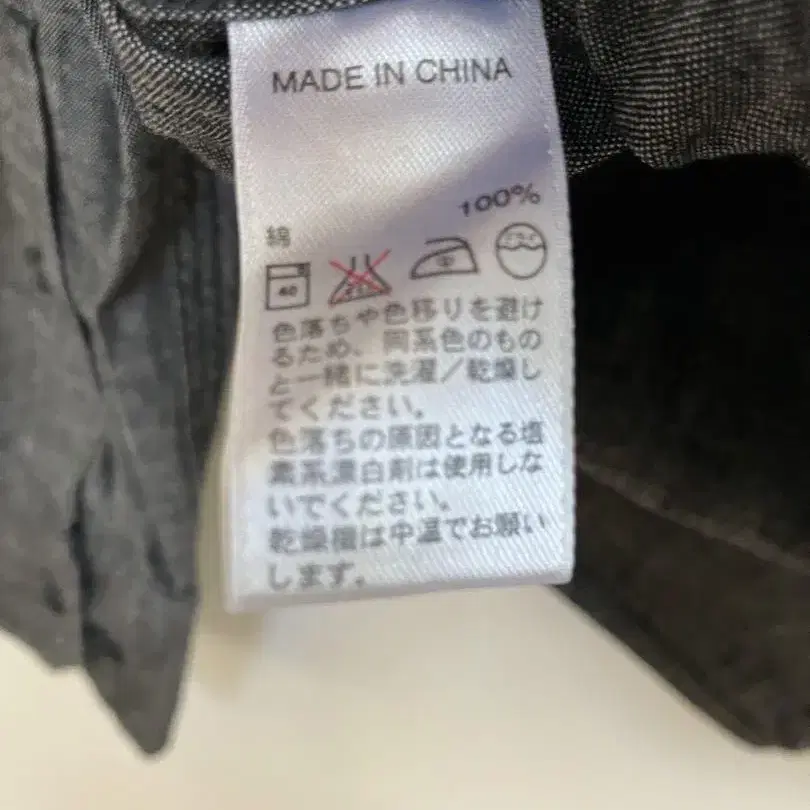 MADE IN CHINA
100%
綿
40
中
ドライ
色落ちや色移りを避け
るため、同系色のもの
と一緒に洗濯/乾燥し
てください。
色落ちの原因となる塩
素系漂白剤は使用しな
いでください。
乾燥機は中温でお願い
します。